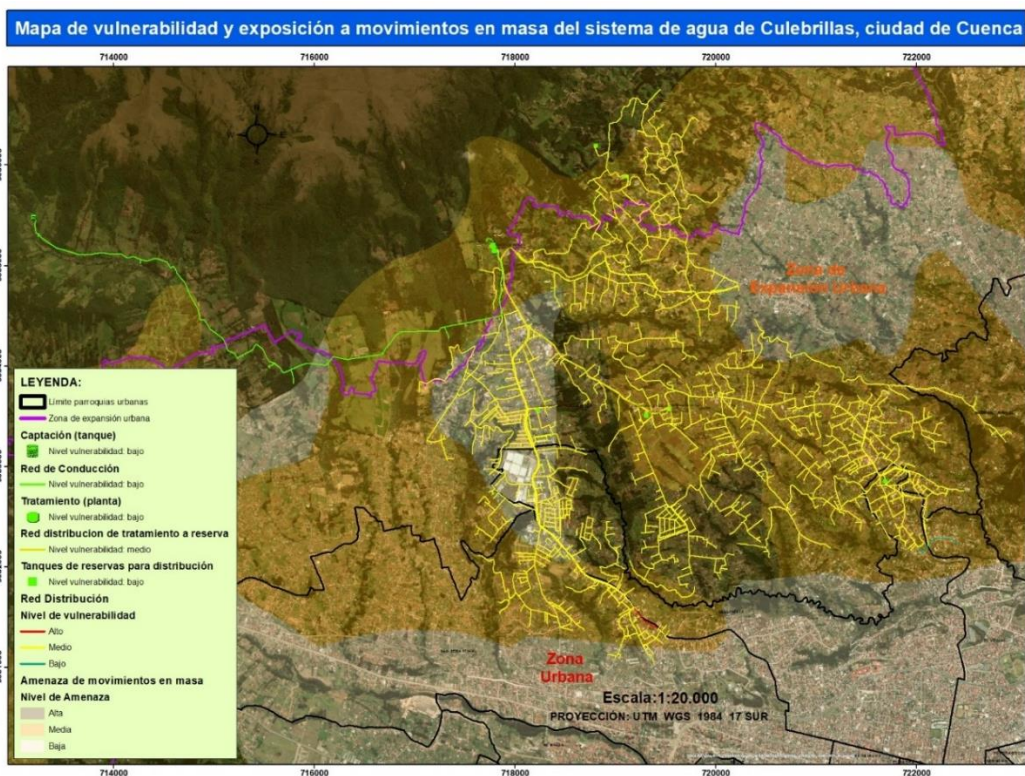 Mapa de vulnerabilidad y exposición a movimientos en masa del sistema de agua de Culebrillas, ciudad de Cuenca
714000 716000 718000 720000 722000
Zona de
Expansión Urbana
LEYENDA:
Límite parroquias urbanas
Zona de expansión urbana
Captación (tanque)
Nivel vulnerabilidad: bajo
Red de Conducción
Nivel vulnerabilidad: bajo
Tratamiento (planta)
Nivel vulnerabilidad: bajo
Red distribucion de tratamiento a reserva
Nivel vulnerabilidad: medio
Tanques de reservas para distribución
Nivel vulnerabilidad: bajo
Red Distribución
Nivel de vulnerabilidad
Alto
Medio
Bajo
Amenaza de movimientos en masa
Nivel de Amenaza
Alta
Media
Baja
Zona
Urbana
Escala:1:20.000
PROYECCIÓN: UTM WGS 1984 17 SUR
714000 716000 718000 720000 722000